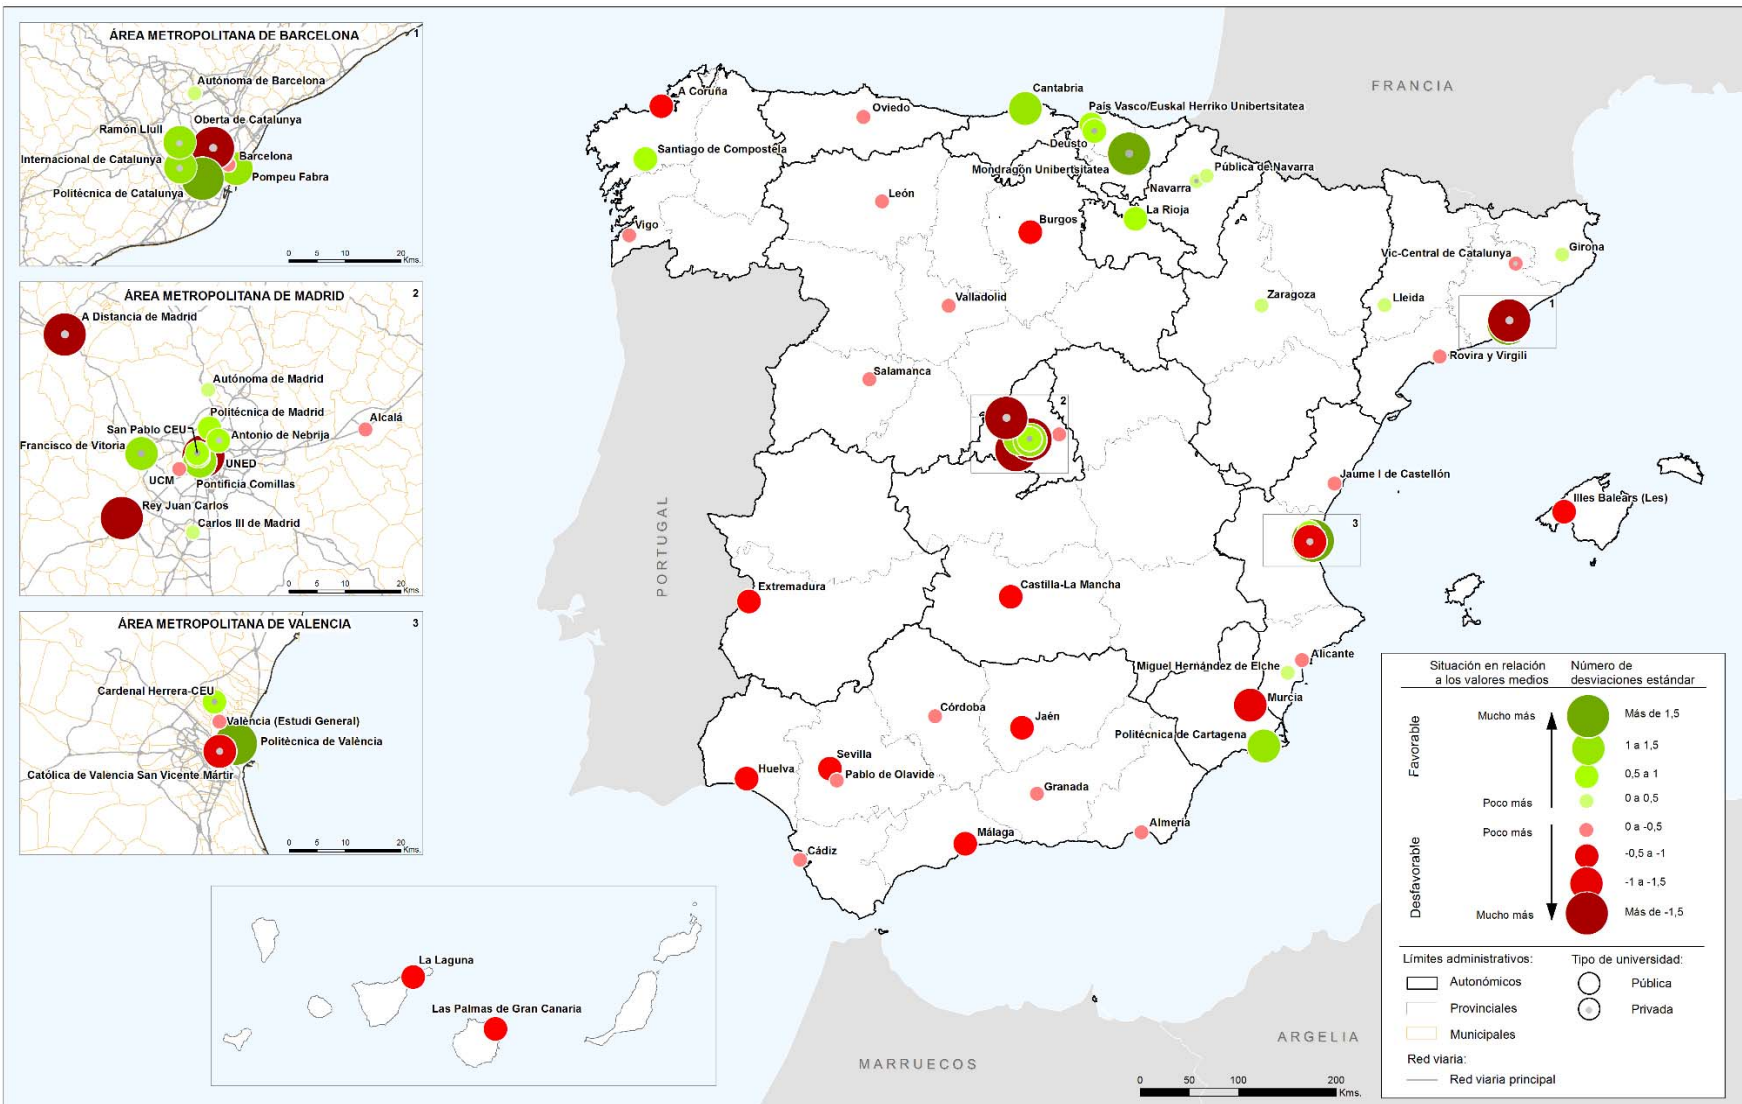 ÁREA METROPOLITANA DE BARCELONA
1
Autónoma de Barcelona
Ramón Llull
Oberta de Catalunya
Internacional de Catalunya
Barcelona
Pompeu Fabra
Politécnica de Catalunya
0 5 10 20
Kms.
ÁREA METROPOLITANA DE MADRID
2
A Distancia de Madrid
Autónoma de Madrid
Politécnica de Madrid
Alcalá
San Pablo CEU
Antonio de Nebrija
Francisco de Vitoria
UNED
UCM
Pontificia Comillas
Rey Juan Carlos
Carlos III de Madrid
0 5 10 20
Kms.
ÁREA METROPOLITANA DE VALENCIA
3
Cardenal Herrera-CEU
València (Estudi General)
Politècnica de València
Católica de Valencia San Vicente Mártir
0 5 10 20
Kms.
FRANCIA
A Coruña
Oviedo
Cantabria
País Vasco/Euskal Herriko Unibertsitatea
Deusto
Santiago de Compostela
Mondragón Unibertsitatea
Pública de Navarra
Navarra
León
La Rioja
Burgos
Vigo
Girona
Vic-Central de Catalunya
Valladolid
Zaragoza
Lleida
1
Rovira y Virgili
Salamanca
2
PORTUGAL
Jaume I de Castellón
Illes Balears (Les)
3
Extremadura
Castilla-La Mancha
Alicante
Miguel Hernández de Elche
Murcia
Córdoba
Jaén
Politécnica de Cartagena
Sevilla
Huelva
Pablo de Olavide
Granada
Almería
Málaga
Cádiz
La Laguna
Las Palmas de Gran Canaria
MARRUECOS
ARGELIA
0 50 100 200
Kms.
Situación en relación
a los valores medios
Número de
desviaciones estándar
Favorable
Mucho más
Más de 1,5
1 a 1,5
0,5 a 1
Poco más
0 a 0,5
Desfavorable
Poco más
0 a -0,5
-0,5 a -1
-1 a -1,5
Mucho más
Más de -1,5
Límites administrativos:
Autonómicos
Provinciales
Municipales
Red viaria:
Red viaria principal
Tipo de universidad:
Pública
Privada